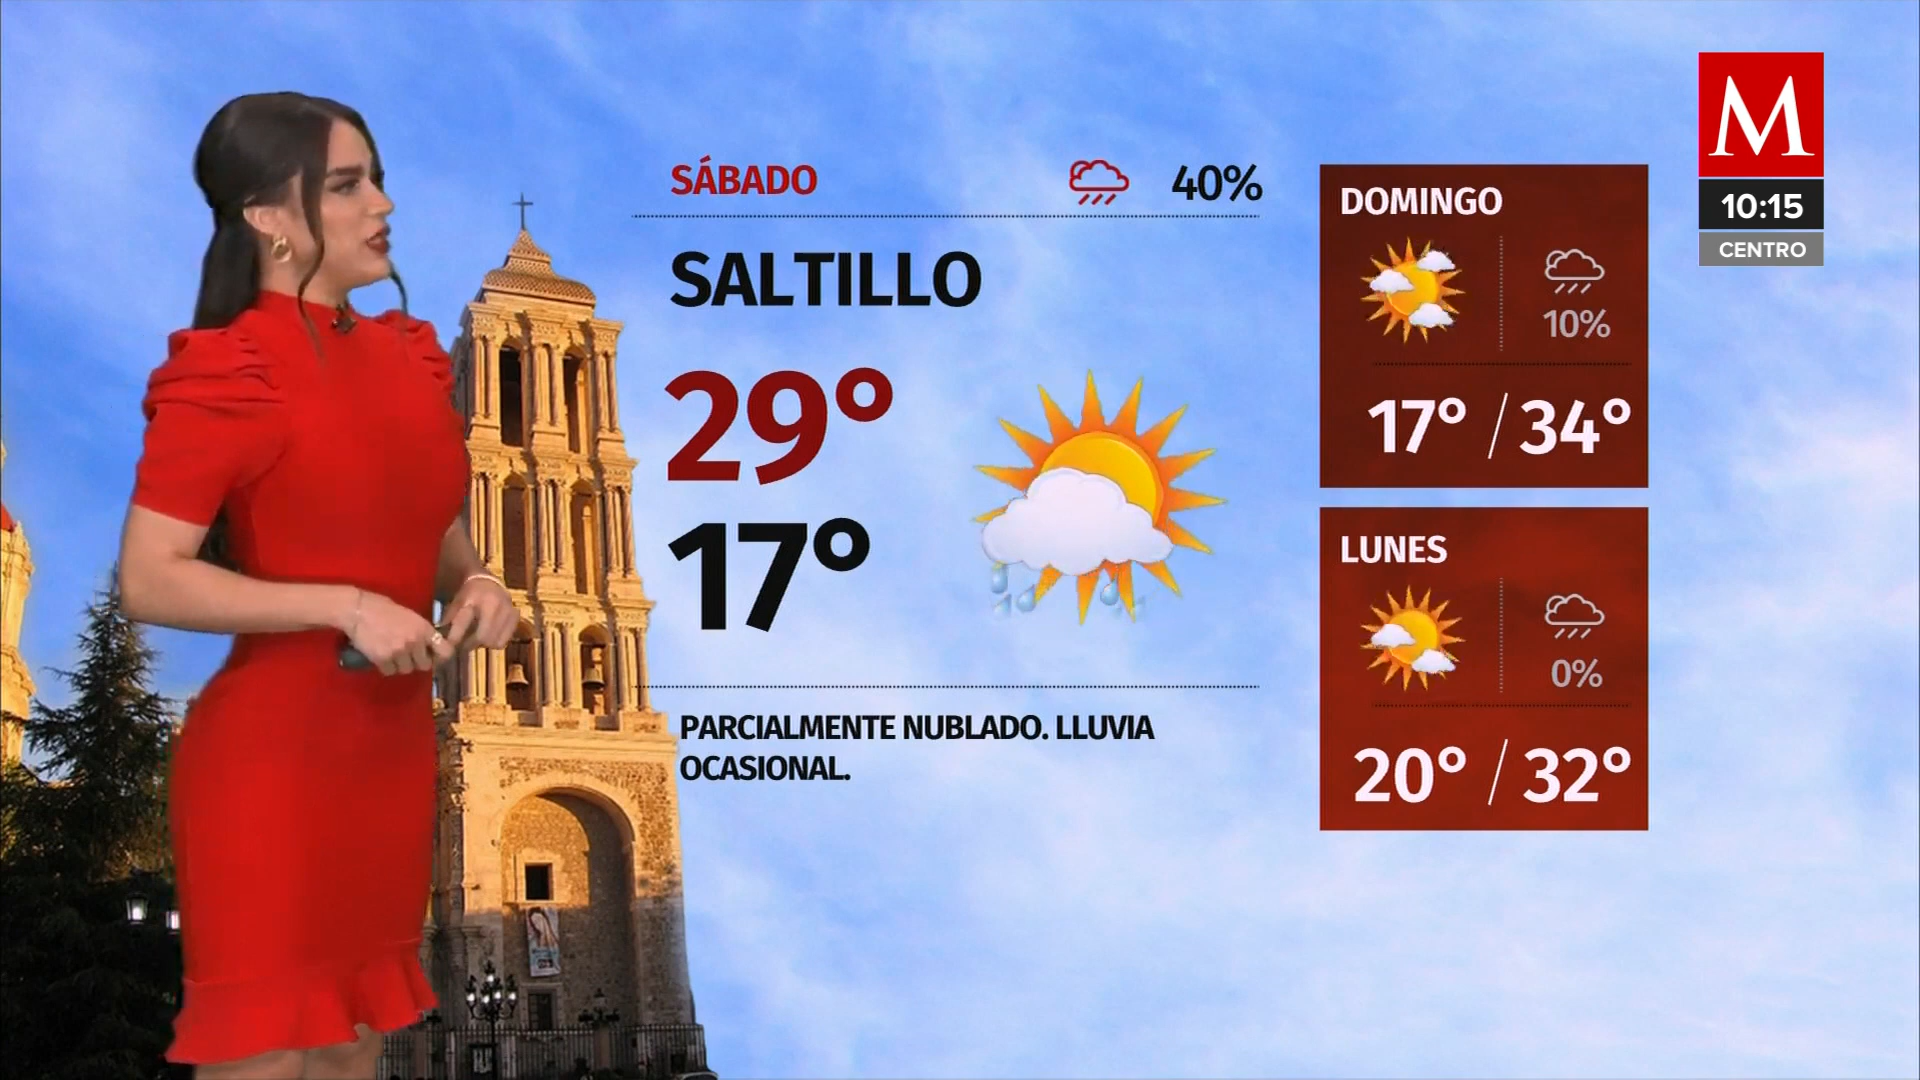 SÁBADO
40%
SALTILLO
29°
17°
PARCIALMENTE NUBLADO. LLUVIA
OCASIONAL.
DOMINGO
10%
17° / 34°
LUNES
0%
20° / 32°
M
10:15
CENTRO